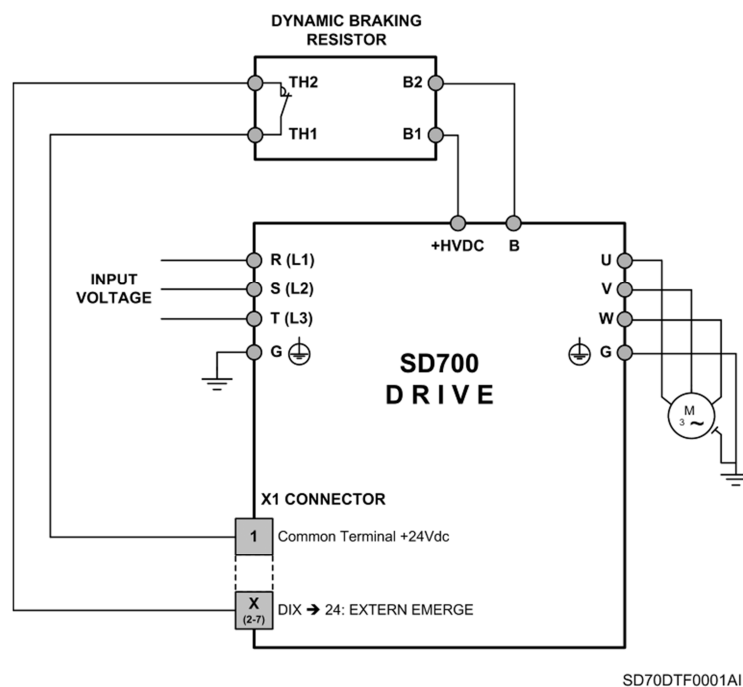 DYNAMIC BRAKING
RESISTOR
TH2
B2
TH1
B1
+HVDC
B
R (L1)
U
INPUT
VOLTAGE
S (L2)
V
T (L3)
W
G
G
SD700
DRIVE
M
3 ~
X1 CONNECTOR
1
Common Terminal +24Vdc
X
(2-7)
DIX ➔ 24: EXTERN EMERGE
SD70DTF0001AI